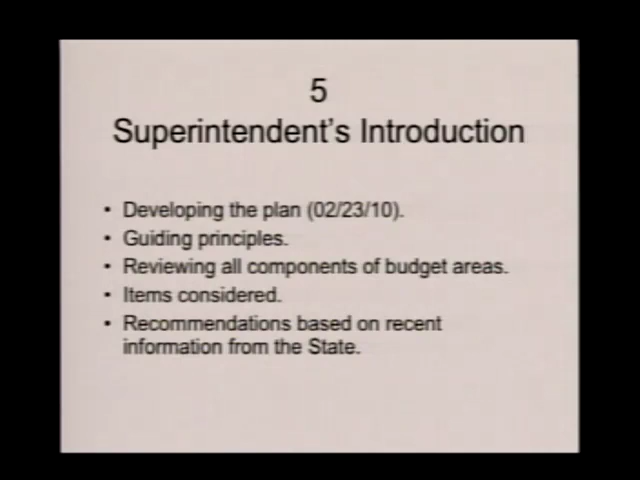 5
Superintendent's Introduction
• Developing the plan (02/23/10).
• Guiding principles.
• Reviewing all components of budget areas.
• Items considered.
• Recommendations based on recent
information from the State.